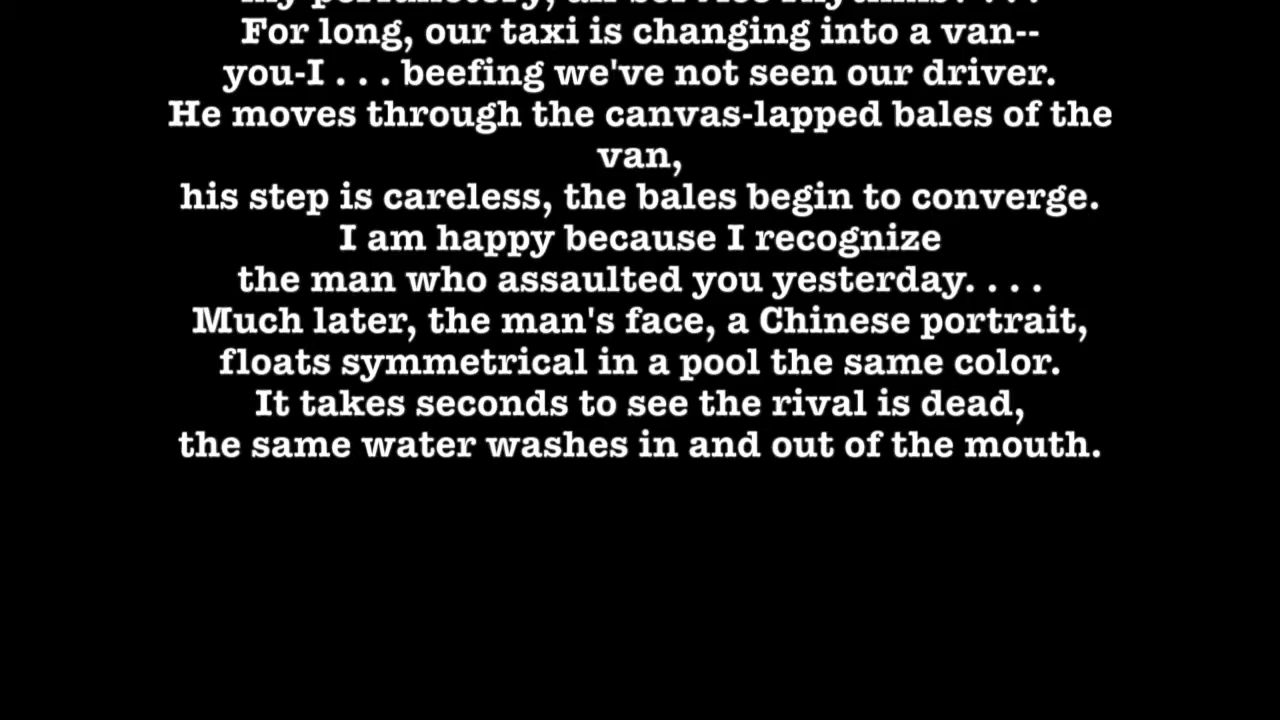 For long, our taxi is changing into a van--
you-I . . . beefing we've not seen our driver.
He moves through the canvas-lapped bales of the
van,
his step is careless, the bales begin to converge.
I am happy because I recognize
the man who assaulted you yesterday. . . .
Much later, the man's face, a Chinese portrait,
floats symmetrical in a pool the same color.
It takes seconds to see the rival is dead,
the same water washes in and out of the mouth.